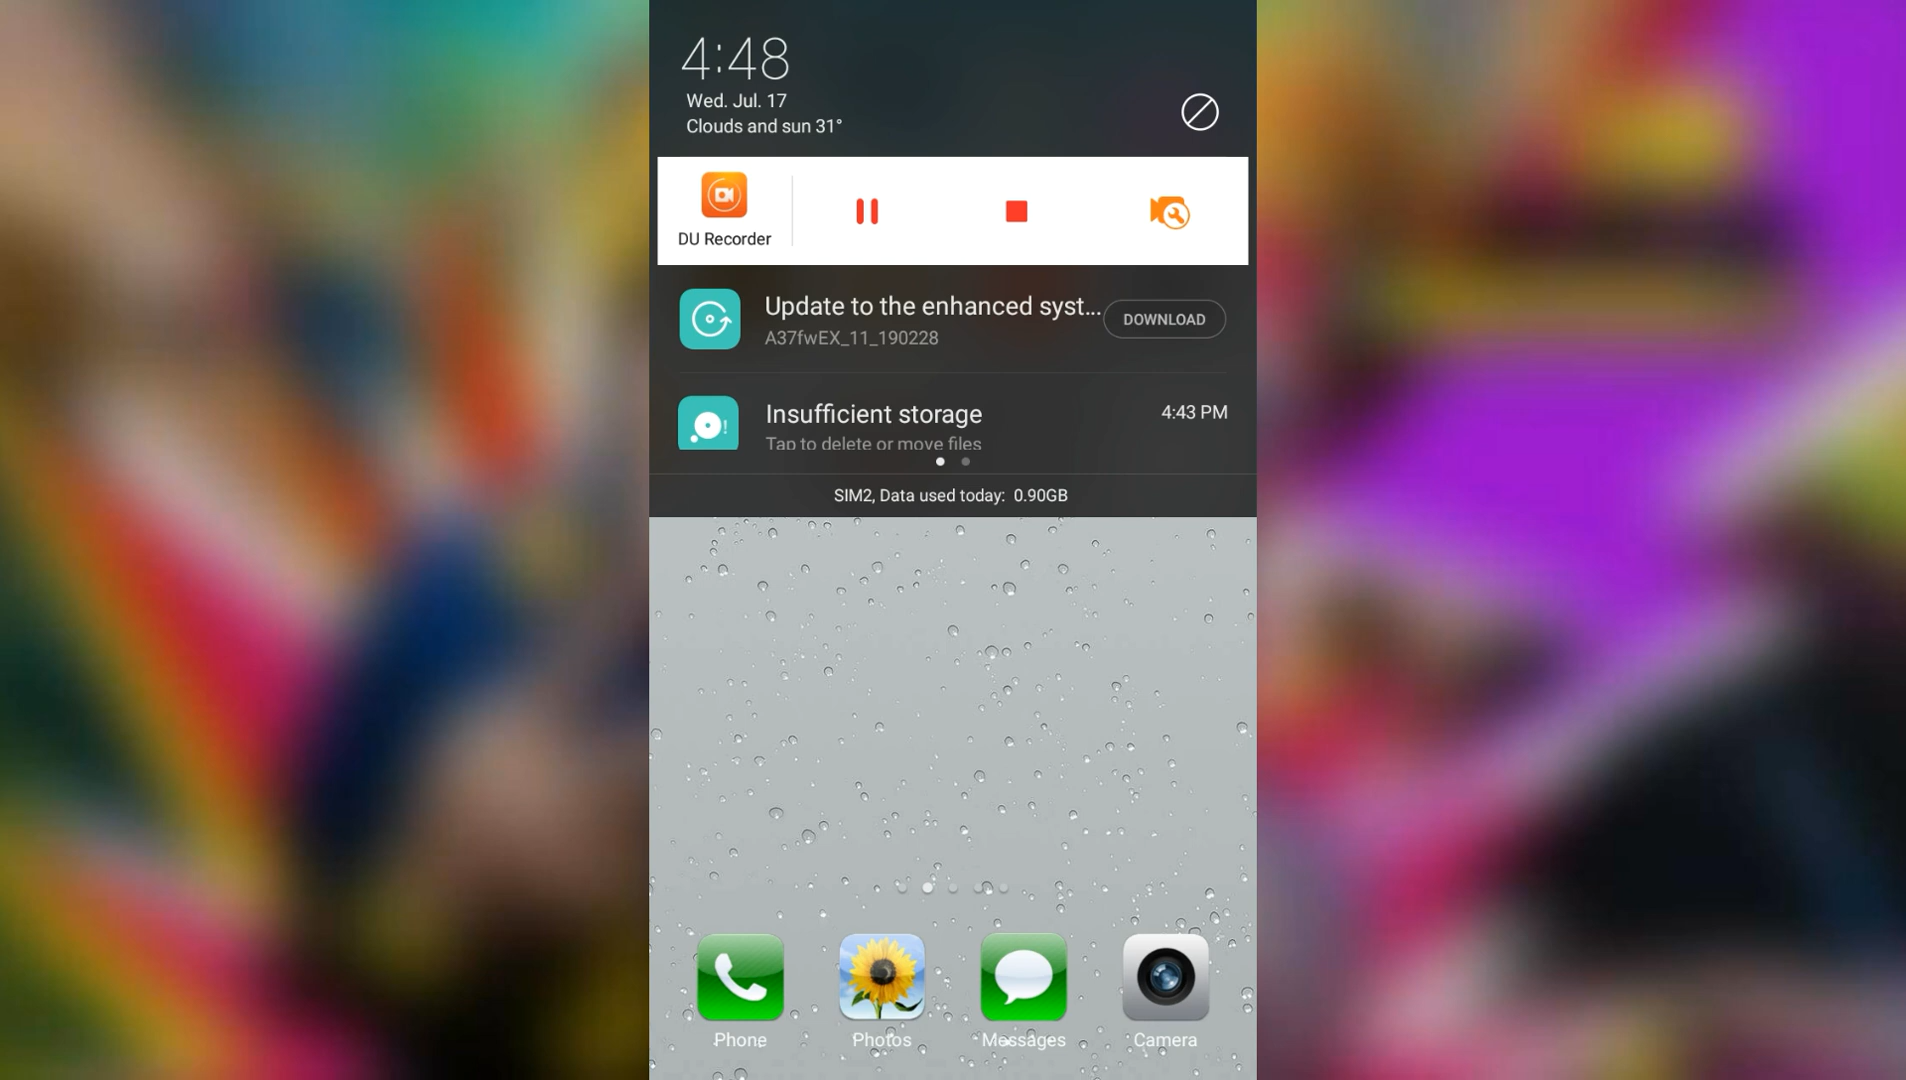 4:48
Wed. Jul. 17
Clouds and sun 31°
DU Recorder
Update to the enhanced syst...
DOWNLOAD
A37fwEX_11_190228
Insufficient storage
4:43 PM
Tap to delete or move files
SIM2, Data used today: 0.90GB
Phone
Photos
Messages
Camera